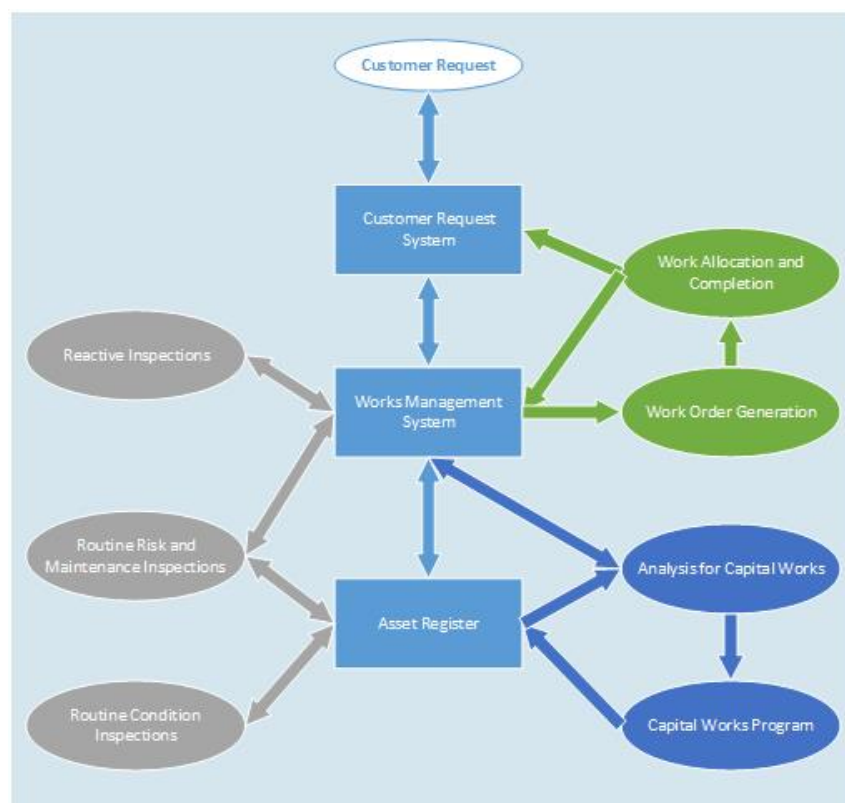 Customer Request
Customer Request
System
Work Allocation and
Completion
Reactive Inspections
Works Management
System
Work Order Generation
Routine Risk and
Maintenance Inspections
Analysis for Capital Works
Asset Register
Routine Condition
Inspections
Capital Works Program